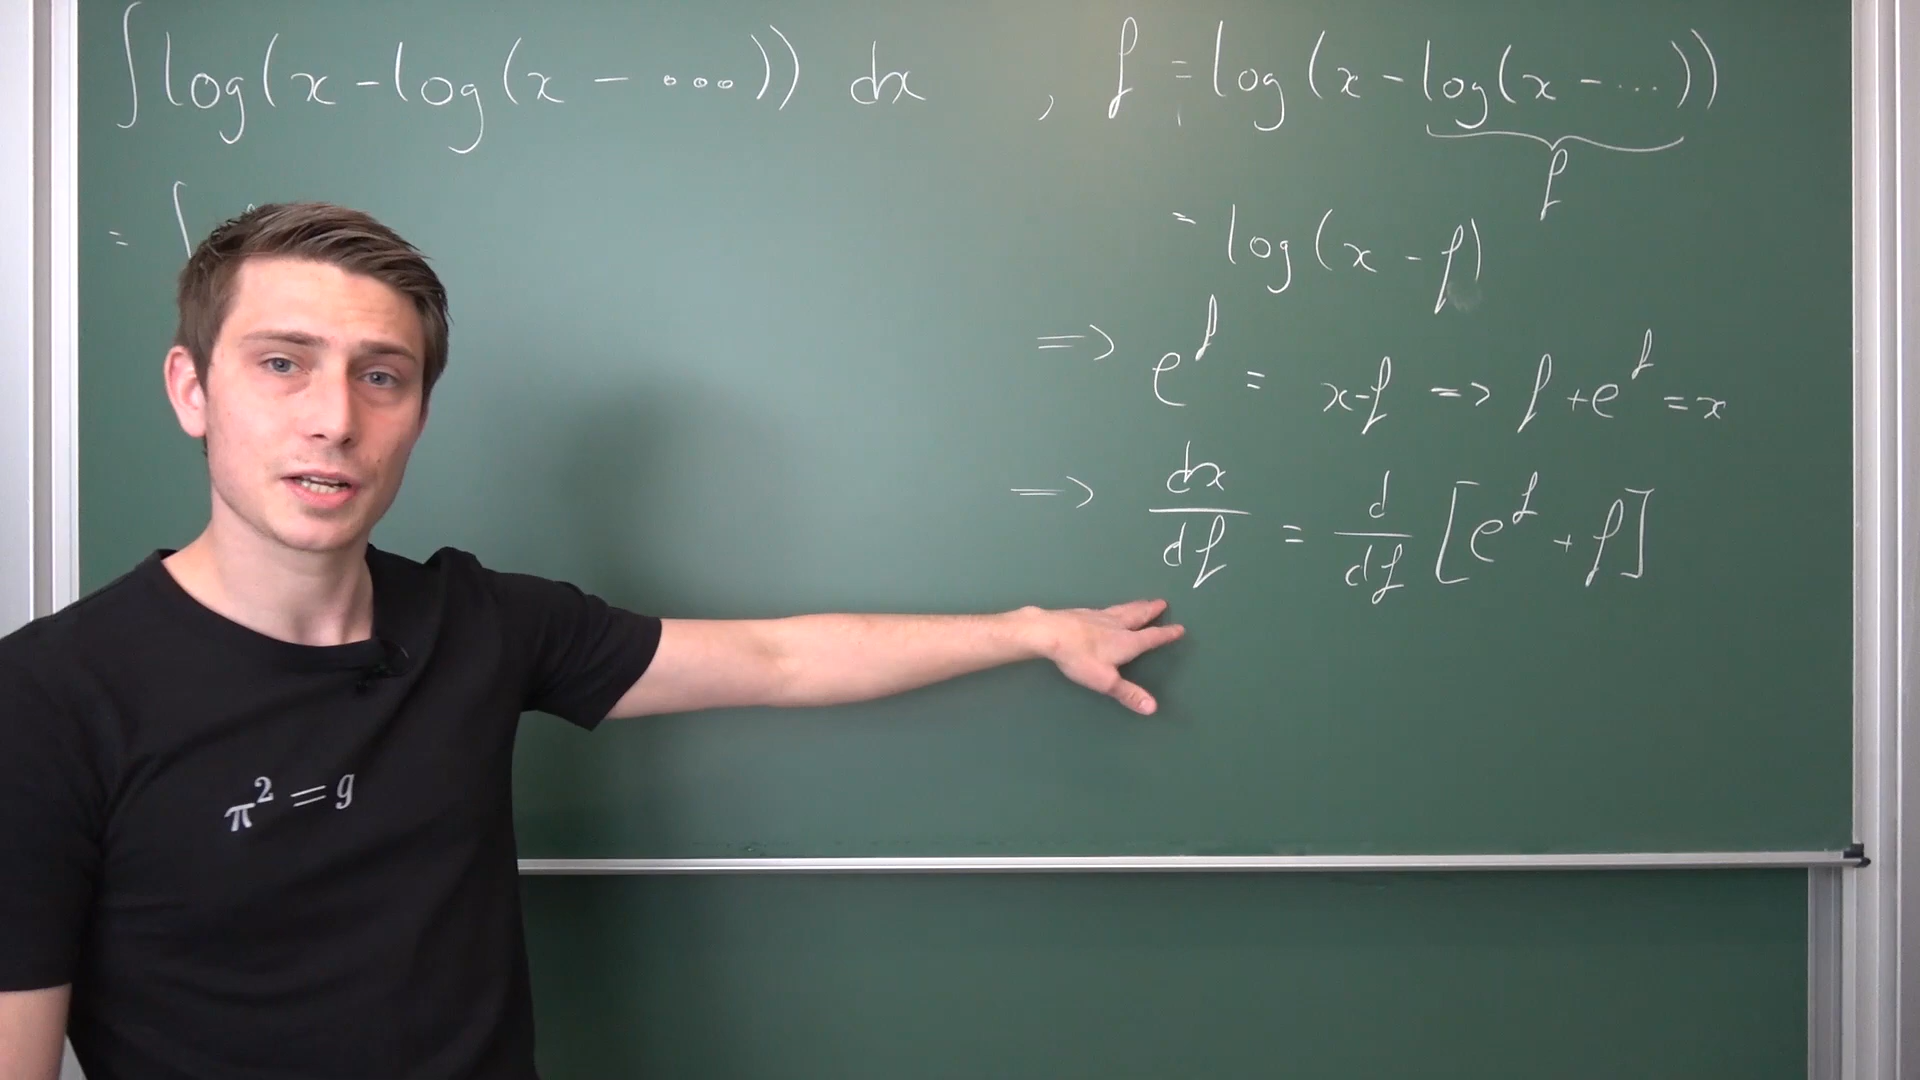 ∫ log(x - log(x - ...)) dx , f = log(x - log(x - ...))
f
= ∫
= log(x - f)
=> e^f = x-f => f + e^f = x
=> dx/df = d/df [e^f + f]
π² = g